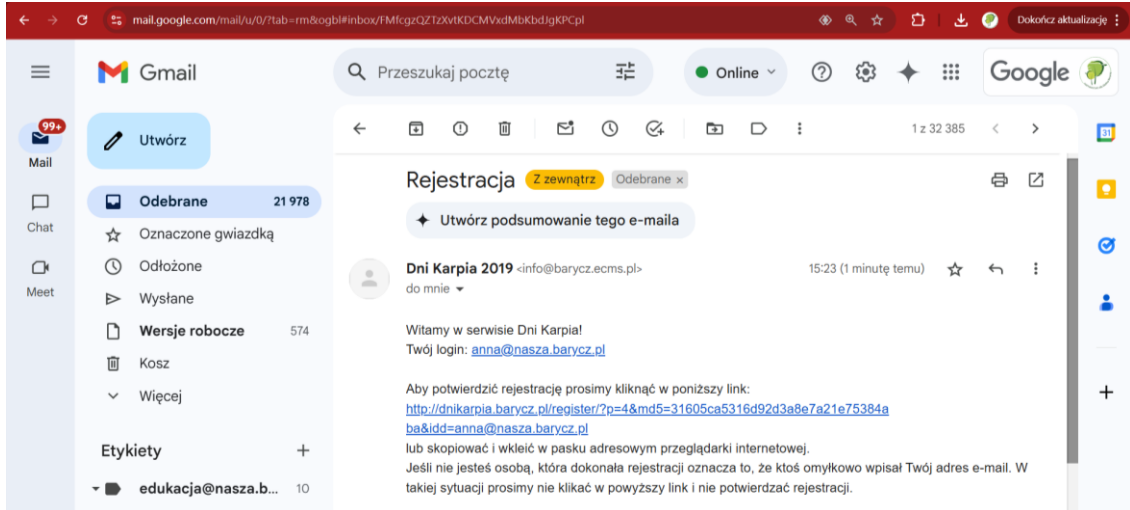 mail.google.com/mail/u/0/?tab=rm&ogbl#inbox/FMfcgzQZTzXvtKDCMVxdMbKbdJgKPCpl
Dokończ aktualizację
Gmail
Przeszukaj pocztę
Online
Google
99+
Mail
Chat
Meet
Utwórz
Odebrane 21 978
Oznaczone gwiazdką
Odłożone
Wysłane
Wersje robocze 574
Kosz
Więcej
Etykiety
edukacja@nasza.b... 10
1 z 32 385
31
Rejestracja Z zewnątrz Odebrane ×
Utwórz podsumowanie tego e-maila
Dni Karpia 2019 <info@barycz.ecms.pl> 15:23 (1 minutę temu)
do mnie
Witamy w serwisie Dni Karpia!
Twój login: anna@nasza.barycz.pl
Aby potwierdzić rejestrację prosimy kliknąć w poniższy link:
http://dnikarpia.barycz.pl/register/?p=4&md5=31605ca5316d92d3a8e7a21e75384a
ba&idd=anna@nasza.barycz.pl
lub skopiować i wkleić w pasku adresowym przeglądarki internetowej.
Jeśli nie jesteś osobą, która dokonała rejestracji oznacza to, że ktoś omyłkowo wpisał Twój adres e-mail. W
takiej sytuacji prosimy nie klikać w powyższy link i nie potwierdzać rejestracji.